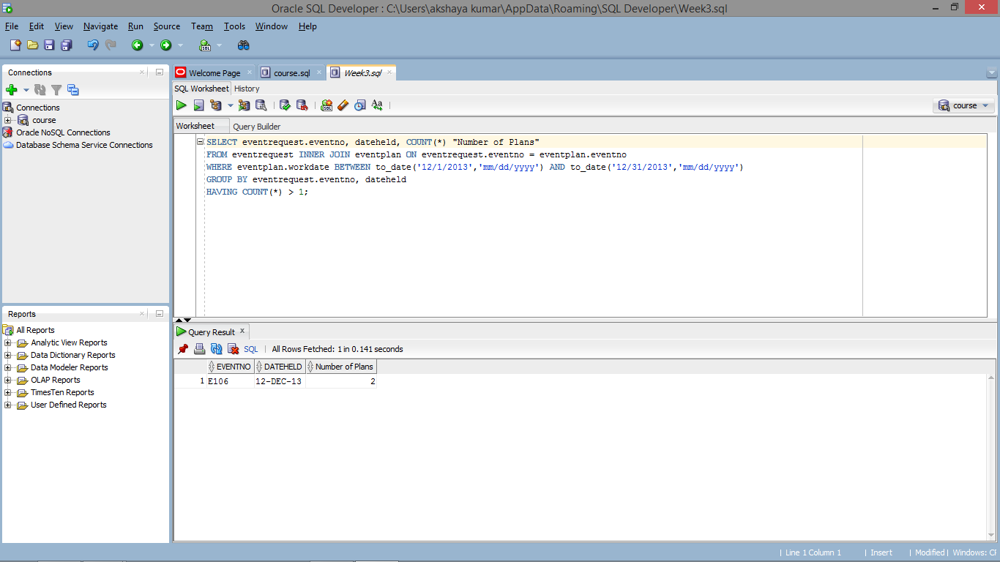 Oracle SQL Developer : C:\Users\akshaya kumar\AppData\Roaming\SQL Developer\Week3.sql
File Edit View Navigate Run Source Team Tools Window Help
Connections
Connections
course
Oracle NoSQL Connections
Database Schema Service Connections
Reports
All Reports
Analytic View Reports
Data Dictionary Reports
Data Modeler Reports
OLAP Reports
TimesTen Reports
User Defined Reports
Welcome Page course.sql Week3.sql
SQL Worksheet History
course
Worksheet Query Builder
SELECT eventrequest.eventno, dateheld, COUNT(*) "Number of Plans"
FROM eventrequest INNER JOIN eventplan ON eventrequest.eventno = eventplan.eventno
WHERE eventplan.workdate BETWEEN to_date('12/1/2013','mm/dd/yyyy') AND to_date('12/31/2013','mm/dd/yyyy')
GROUP BY eventrequest.eventno, dateheld
HAVING COUNT(*) > 1;
Query Result
SQL | All Rows Fetched: 1 in 0.141 seconds
EVENTNO DATEHELD Number of Plans
1 E106 12-DEC-13 2
| Line 1 Column 1 | Insert | Modified | Windows: CF